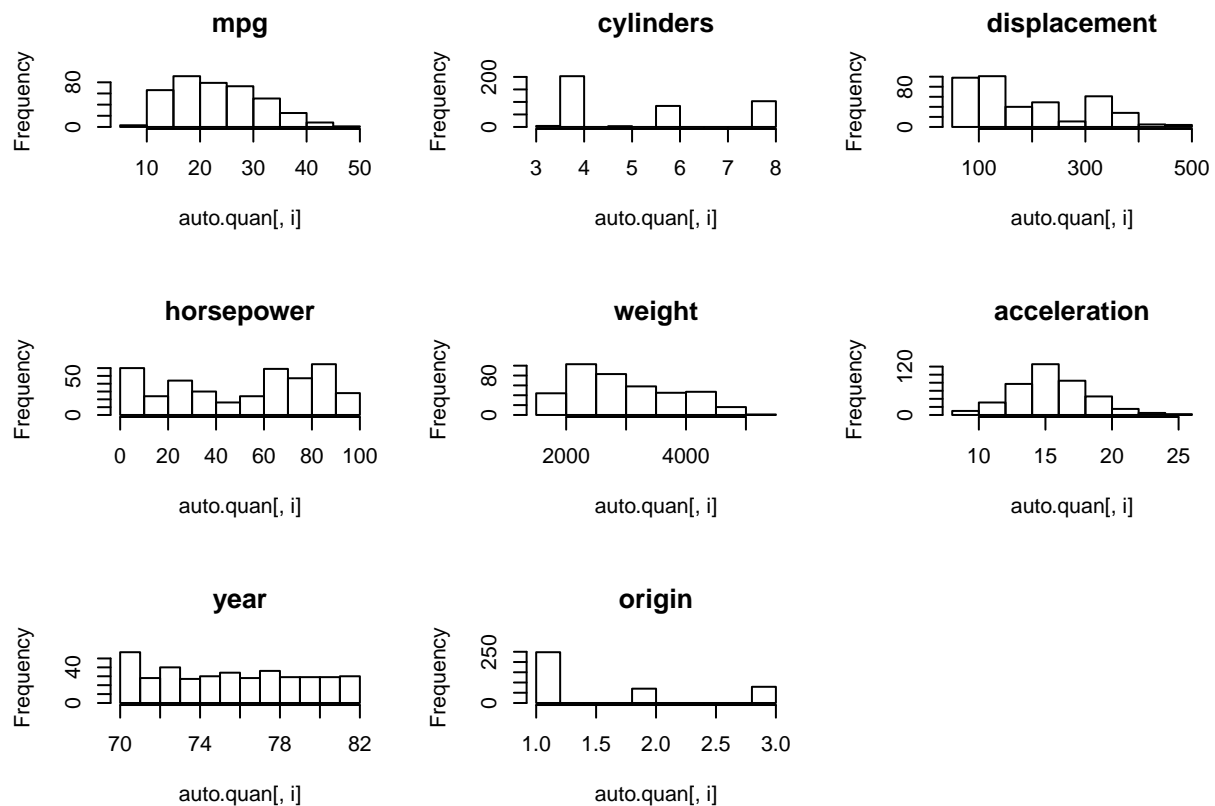 mpg
Frequency
0
80
10 20 30 40 50
auto.quan[, i]
cylinders
Frequency
0
200
3 4 5 6 7 8
auto.quan[, i]
displacement
Frequency
0
80
100 300 500
auto.quan[, i]
horsepower
Frequency
0
50
0 20 40 60 80 100
auto.quan[, i]
weight
Frequency
0
80
2000 4000
auto.quan[, i]
acceleration
Frequency
0
120
10 15 20 25
auto.quan[, i]
year
Frequency
0
40
70 74 78 82
auto.quan[, i]
origin
Frequency
0
250
1.0 1.5 2.0 2.5 3.0
auto.quan[, i]